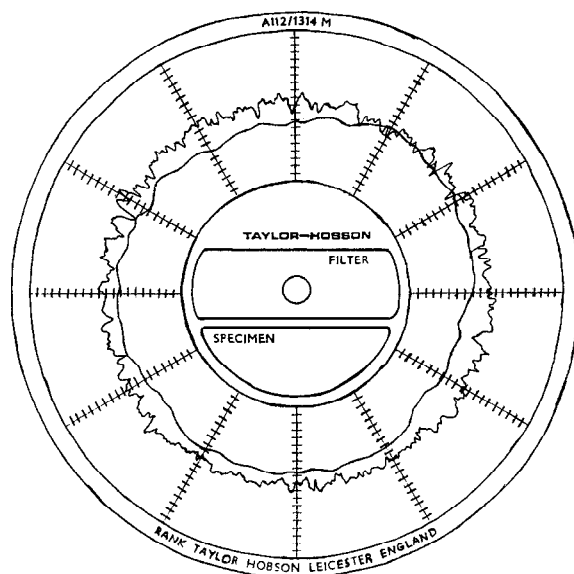 A112/1314 M
TAYLOR-HOBSON
FILTER
SPECIMEN
RANK TAYLOR HOBSON LEICESTER ENGLAND